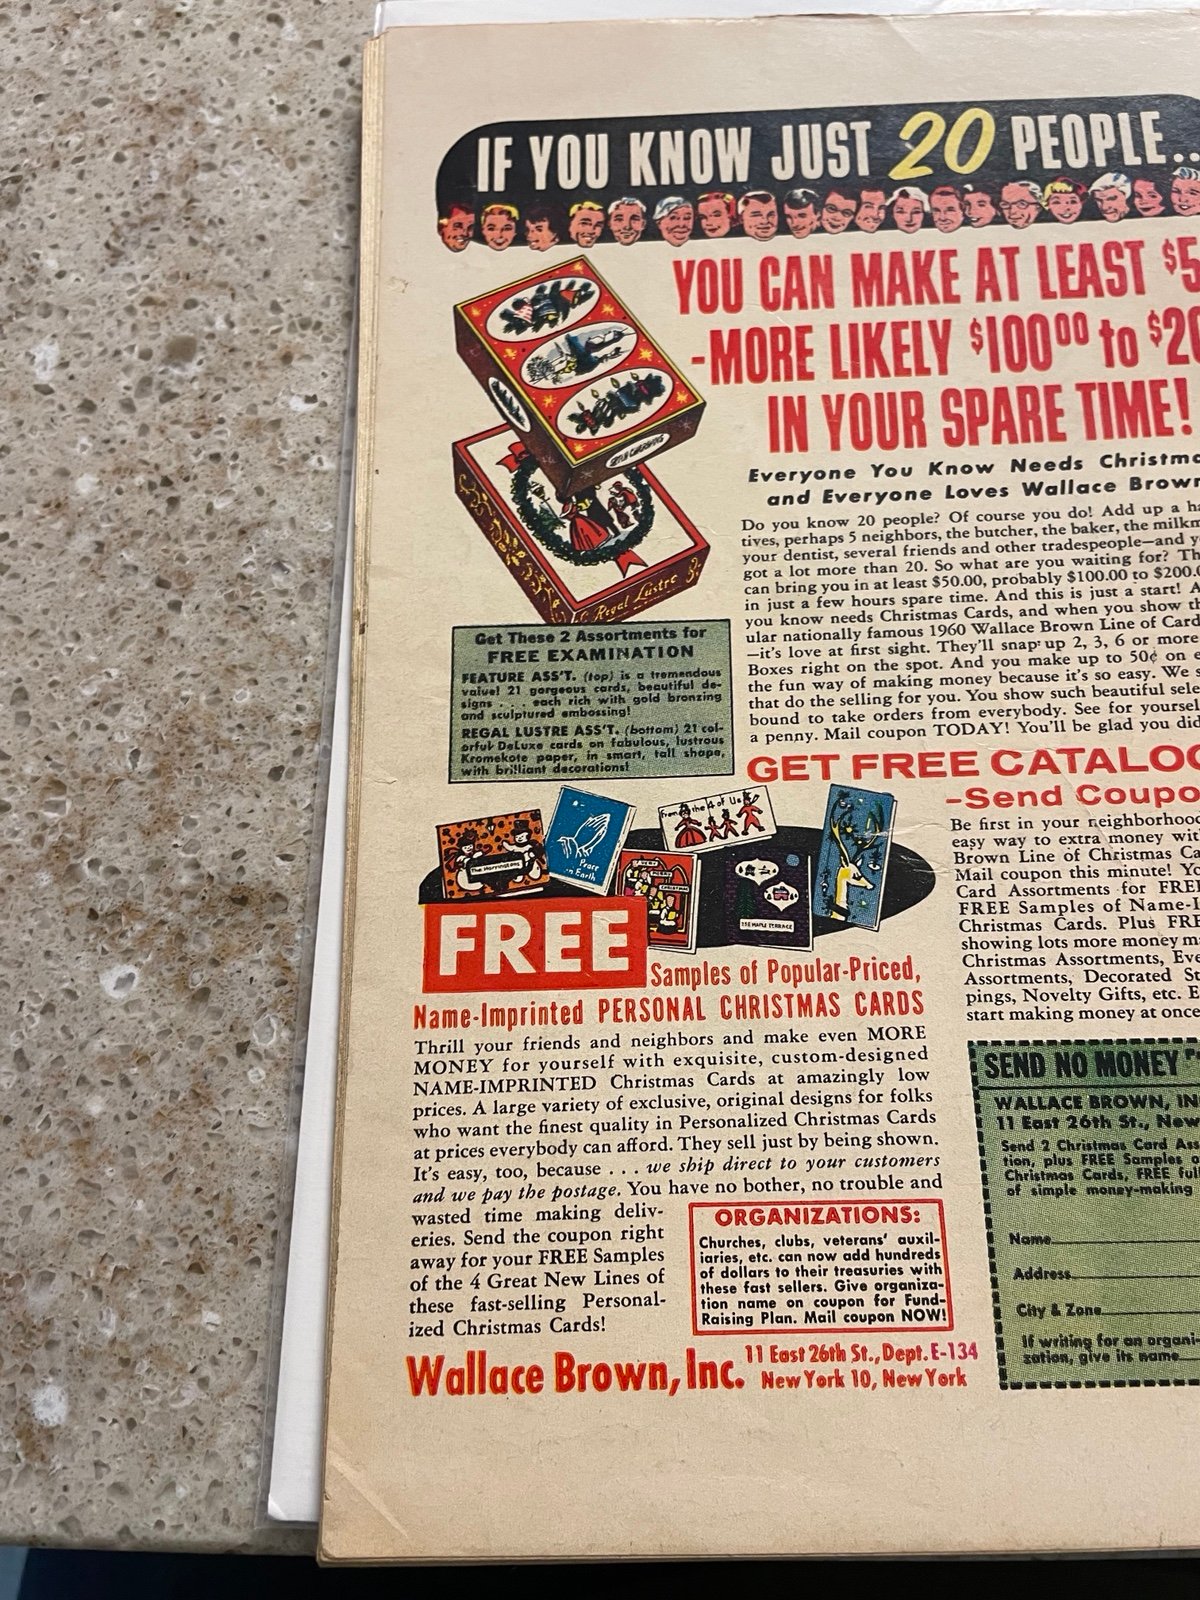 IF YOU KNOW JUST 20 PEOPLE..
YOU CAN MAKE AT LEAST $5
-MORE LIKELY $100⁰⁰ to $20
IN YOUR SPARE TIME!
Everyone You Know Needs Christma
and Everyone Loves Wallace Brown
Do you know 20 people? Of course you do! Add up a ha
tives, perhaps 5 neighbors, the butcher, the baker, the milkm
your dentist, several friends and other tradespeople—and y
got a lot more than 20. So what are you waiting for? Th
can bring you in at least $50.00, probably $100.00 to $200.0
in just a few hours spare time. And this is just a start! A
you know needs Christmas Cards, and when you show th
ular nationally famous 1960 Wallace Brown Line of Card
—it's love at first sight. They'll snap up 2, 3, 6 or more
Boxes right on the spot. And you make up to 50¢ on e
the fun way of making money because it's so easy. We s
that do the selling for you. You show such beautiful sele
bound to take orders from everybody. See for yoursel
a penny. Mail coupon TODAY! You'll be glad you did
Regal Lustre
Get These 2 Assortments for
FREE EXAMINATION
FEATURE ASS'T. (top) is a tremendous
value! 21 gorgeous cards, beautiful de-
signs . . . each rich with gold bronzing
and sculptured embossing!
REGAL LUSTRE ASS'T. (bottom) 21 col-
orful DeLuxe cards on fabulous, lustrous
Kromekote paper, in smart, tall shape,
with brilliant decorations!
GET FREE CATALOG
-Send Coupo
Be first in your neighborhood
easy way to extra money wit
Brown Line of Christmas Ca
Mail coupon this minute! Yo
Card Assortments for FREE
FREE Samples of Name-I
Christmas Cards. Plus FRE
showing lots more money m
Christmas Assortments, Eve
Assortments, Decorated St
pings, Novelty Gifts, etc. E
start making money at once
The Harringtons
Peace
on Earth
From the 4 of Us
VERY
MERRY
CHRISTMAS
158 MAPLE TERRACE
FREE
Samples of Popular-Priced,
Name-Imprinted PERSONAL CHRISTMAS CARDS
Thrill your friends and neighbors and make even MORE
MONEY for yourself with exquisite, custom-designed
NAME-IMPRINTED Christmas Cards at amazingly low
prices. A large variety of exclusive, original designs for folks
who want the finest quality in Personalized Christmas Cards
at prices everybody can afford. They sell just by being shown.
It's easy, too, because . . . we ship direct to your customers
and we pay the postage. You have no bother, no trouble and
wasted time making deliv-
eries. Send the coupon right
away for your FREE Samples
of the 4 Great New Lines of
these fast-selling Personal-
ized Christmas Cards!
ORGANIZATIONS:
Churches, clubs, veterans' auxil-
iaries, etc. can now add hundreds
of dollars to their treasuries with
these fast sellers. Give organiza-
tion name on coupon for Fund-
Raising Plan. Mail coupon NOW!
Wallace Brown, Inc.
11 East 26th St., Dept. E-134
New York 10, New York
SEND NO MONEY
WALLACE BROWN, IN
11 East 26th St., New
Send 2 Christmas Card Ass
tion, plus FREE Samples o
Christmas Cards, FREE full
of simple money-making
Name
Address
City & Zone
If writing for an organi-
zation, give its name